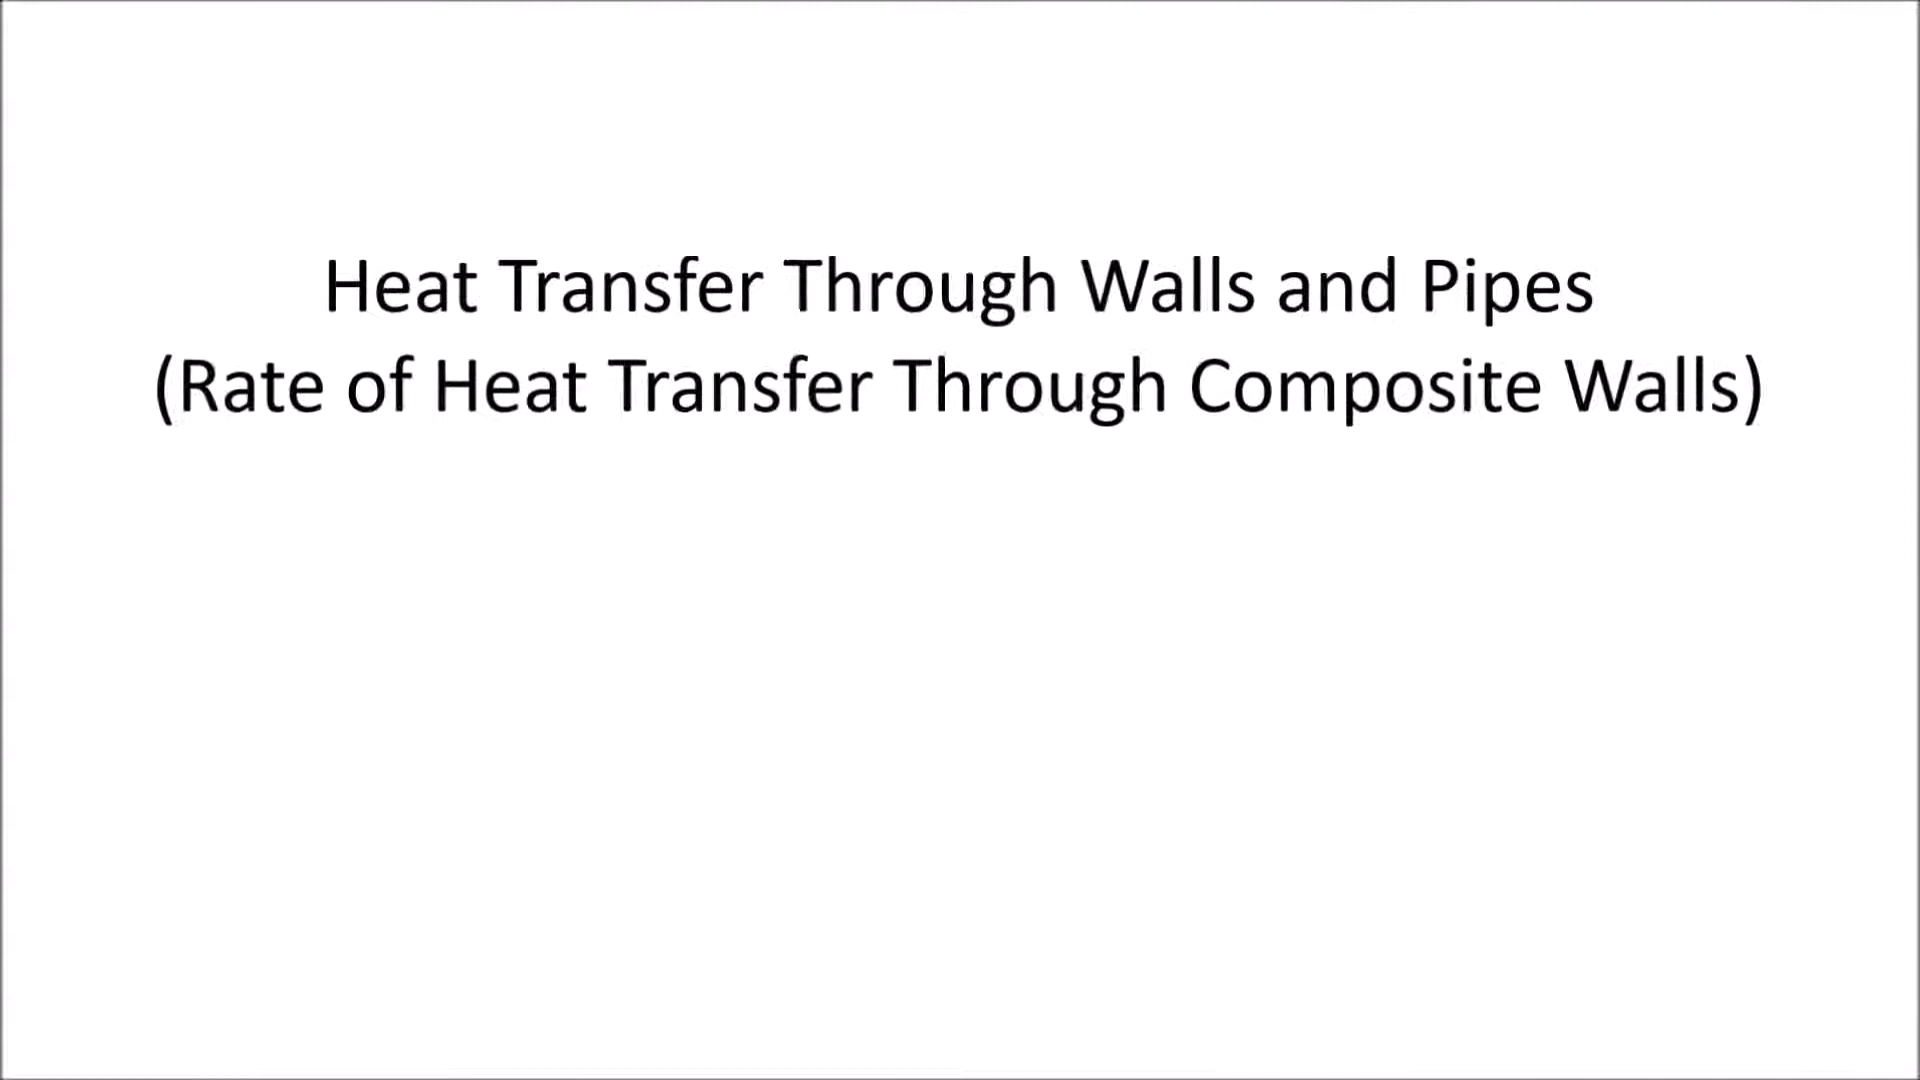 Heat Transfer Through Walls and Pipes
(Rate of Heat Transfer Through Composite Walls)